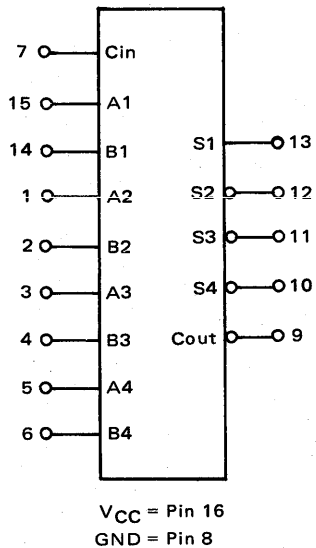 7 Cin
15 A1
14 B1
S1 13
1 A2
S2 12
2 B2
S3 11
3 A3
S4 10
4 B3
Cout 9
5 A4
6 B4
VCC = Pin 16
GND = Pin 8